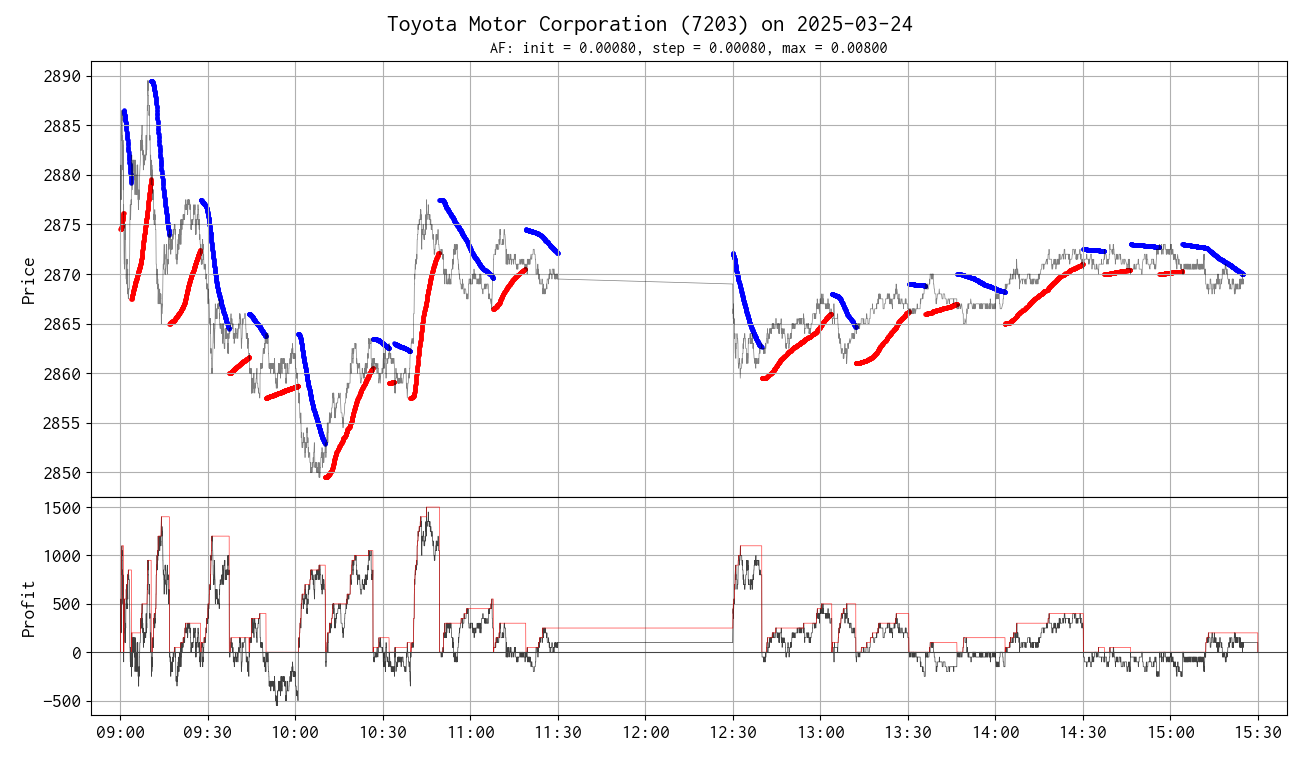 Toyota Motor Corporation (7203) on 2025-03-24
AF: init = 0.00080, step = 0.00080, max = 0.00800
Price
2890
2885
2880
2875
2870
2865
2860
2855
2850
Profit
1500
1000
500
0
−500
09:00 09:30 10:00 10:30 11:00 11:30 12:00 12:30 13:00 13:30 14:00 14:30 15:00 15:30